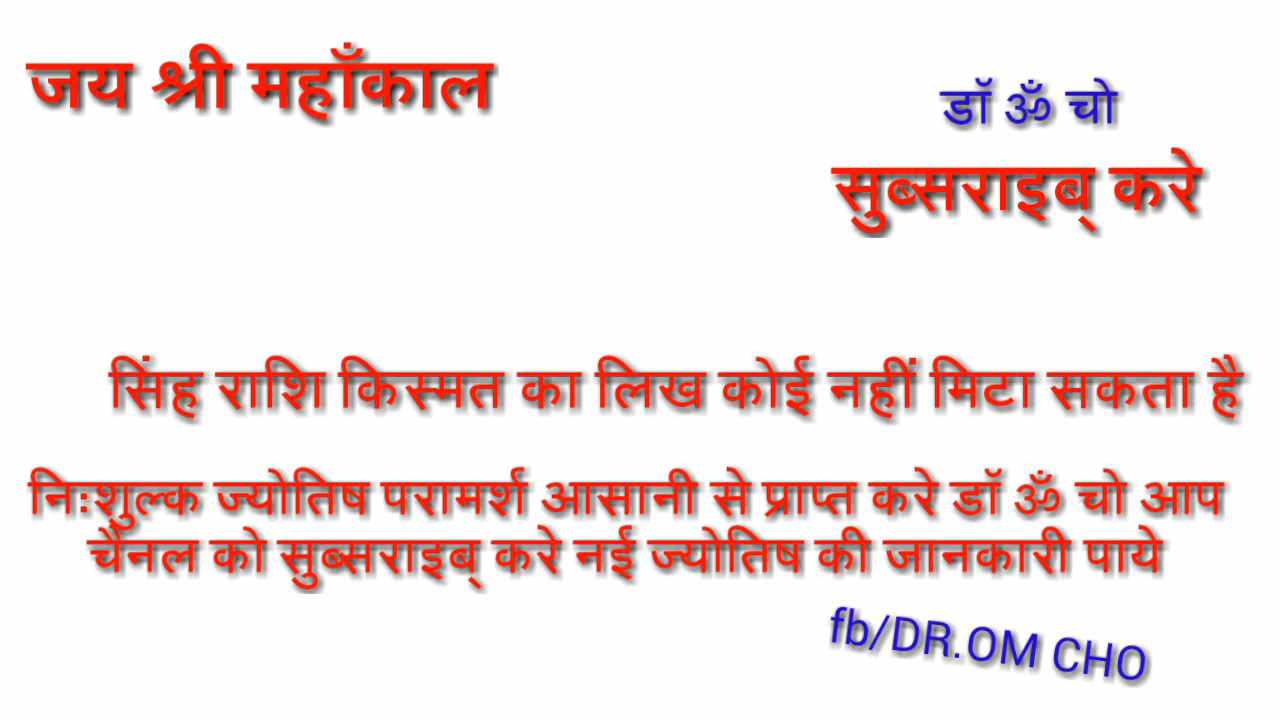 जय श्री महाँकाल
डॉ ॐ चो
सुब्सराइब् करे
सिंह राशि किस्मत का लिख कोई नहीं मिटा सकता है
निःशुल्क ज्योतिष परामर्श आसानी से प्राप्त करे डॉ ॐ चो आप
चैनल को सुब्सराइब् करे नई ज्योतिष की जानकारी पाये
fb/DR.OM CHO